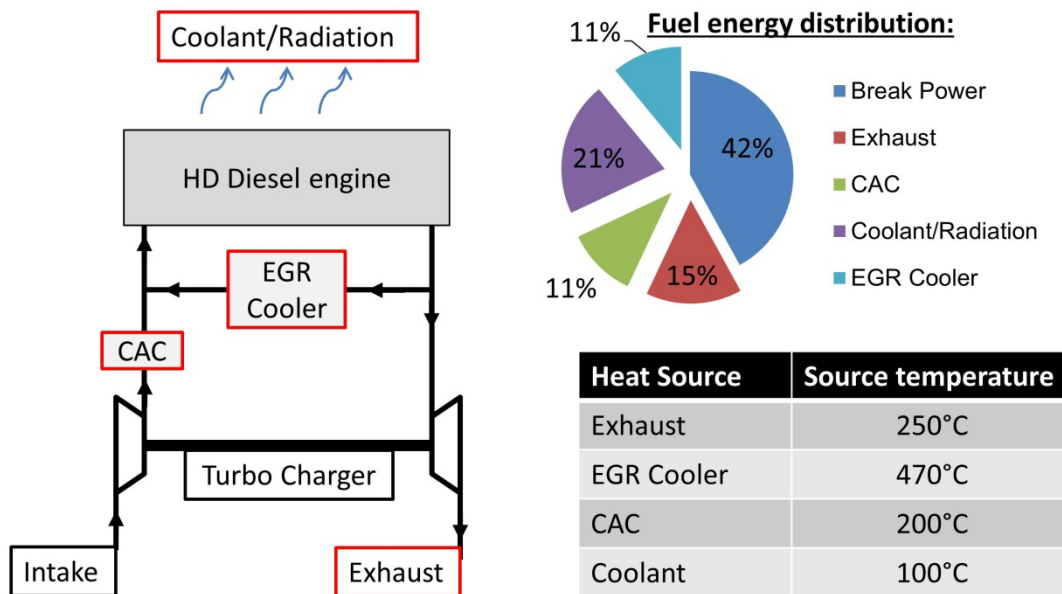 Coolant/Radiation
HD Diesel engine
EGR
Cooler
CAC
Turbo Charger
Intake
Exhaust
Fuel energy distribution:
11%
42%
21%
15%
11%
Break Power
Exhaust
CAC
Coolant/Radiation
EGR Cooler
Heat Source Source temperature
Exhaust 250°C
EGR Cooler 470°C
CAC 200°C
Coolant 100°C